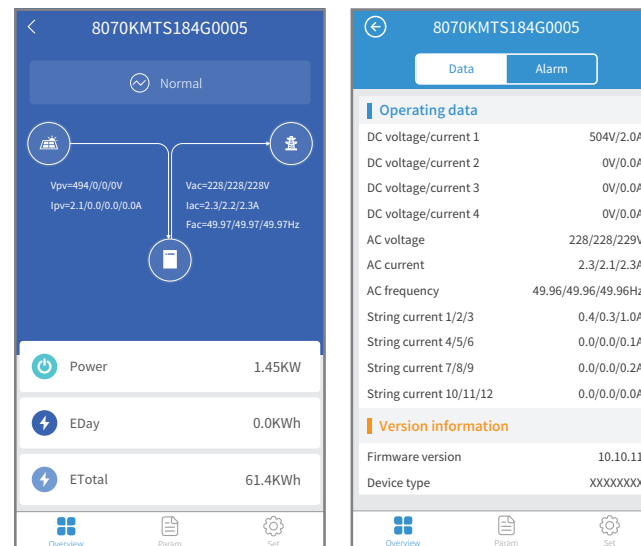 8070KMTS184G0005
Normal
Vpv=494/0/0/0V
Ipv=2.1/0.0/0.0/0.0A
Vac=228/228/228V
Iac=2.3/2.2/2.3A
Fac=49.97/49.97/49.97Hz
Power 1.45KW
EDay 0.0KWh
ETotal 61.4KWh
Overview Param Set
8070KMTS184G0005
Data Alarm
Operating data
DC voltage/current 1 504V/2.0A
DC voltage/current 2 0V/0.0A
DC voltage/current 3 0V/0.0A
DC voltage/current 4 0V/0.0A
AC voltage 228/228/229V
AC current 2.3/2.1/2.3A
AC frequency 49.96/49.96/49.96Hz
String current 1/2/3 0.4/0.3/1.0A
String current 4/5/6 0.0/0.0/0.1A
String current 7/8/9 0.0/0.0/0.2A
String current 10/11/12 0.0/0.0/0.0A
Version information
Firmware version 10.10.11
Device type XXXXXXXX
Overview Param Set